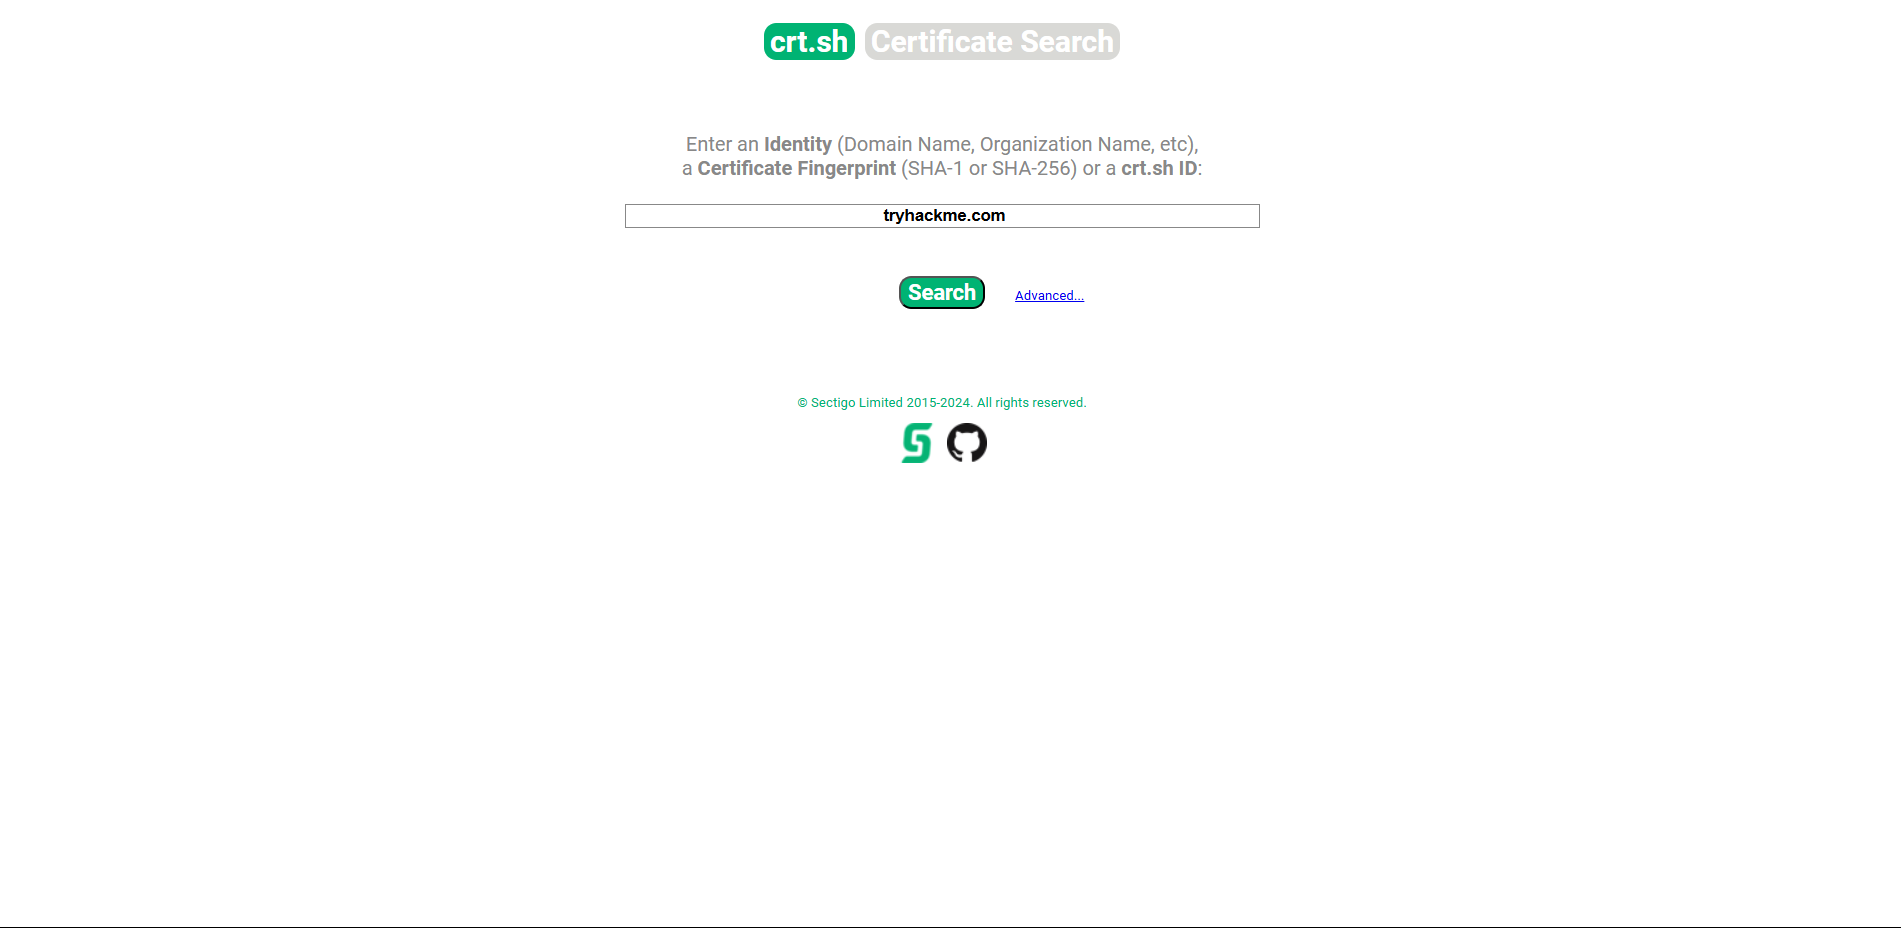 crt.sh Certificate Search
Enter an Identity (Domain Name, Organization Name, etc),
a Certificate Fingerprint (SHA-1 or SHA-256) or a crt.sh ID:
tryhackme.com
Search Advanced...
© Sectigo Limited 2015-2024. All rights reserved.